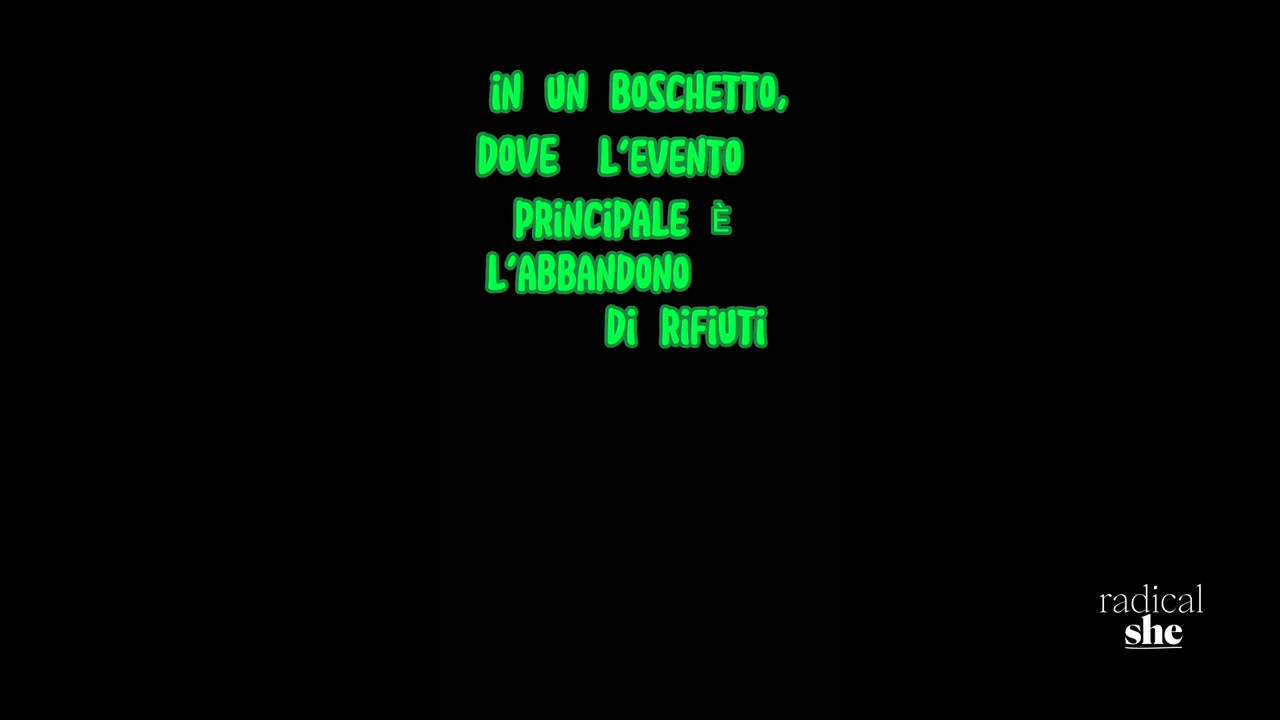 iN UN BOSCHETTO,
DOVE L'EVENTO
PRiNCiPALE È
L'ABBANDONO
Di RiFiUTi
radical
she